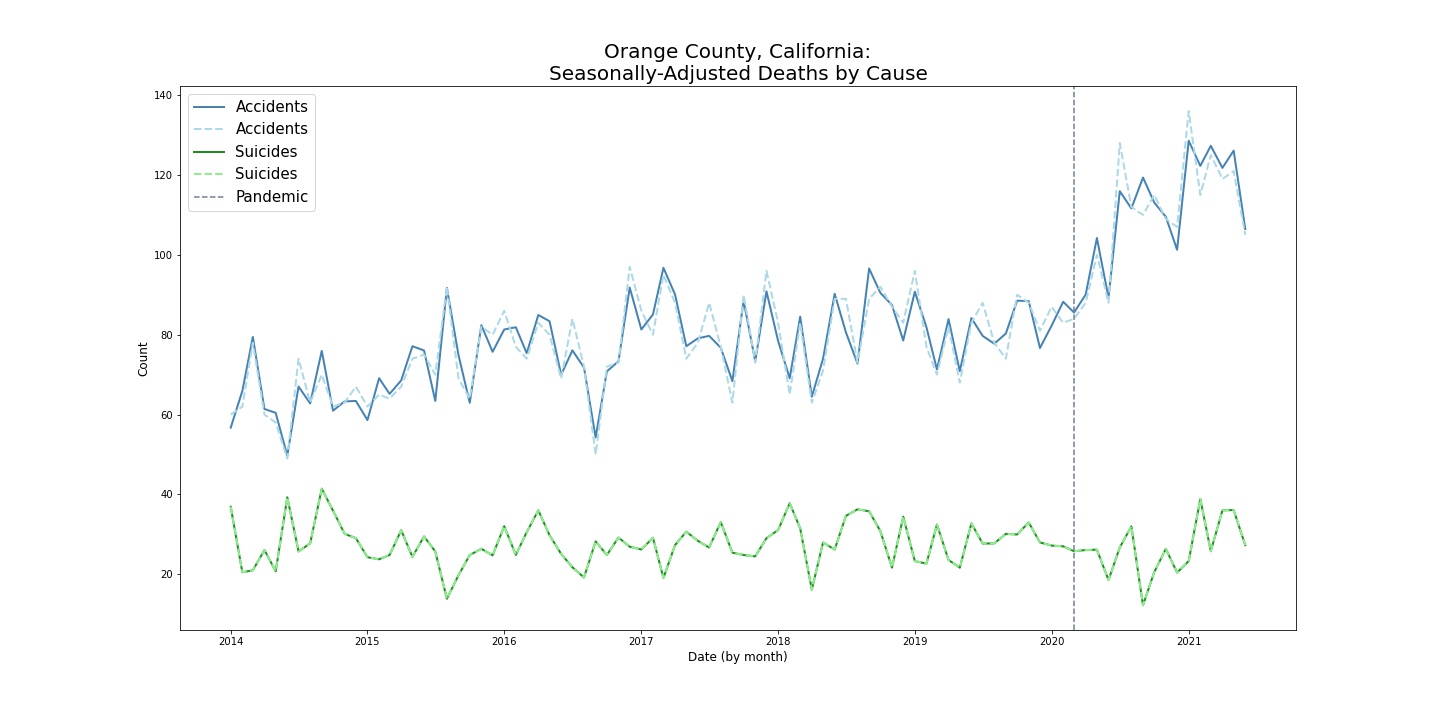 Orange County, California:
Seasonally-Adjusted Deaths by Cause
Accidents
Accidents
Suicides
Suicides
Pandemic
Count
140
120
100
80
60
40
20
2014 2015 2016 2017 2018 2019 2020 2021
Date (by month)